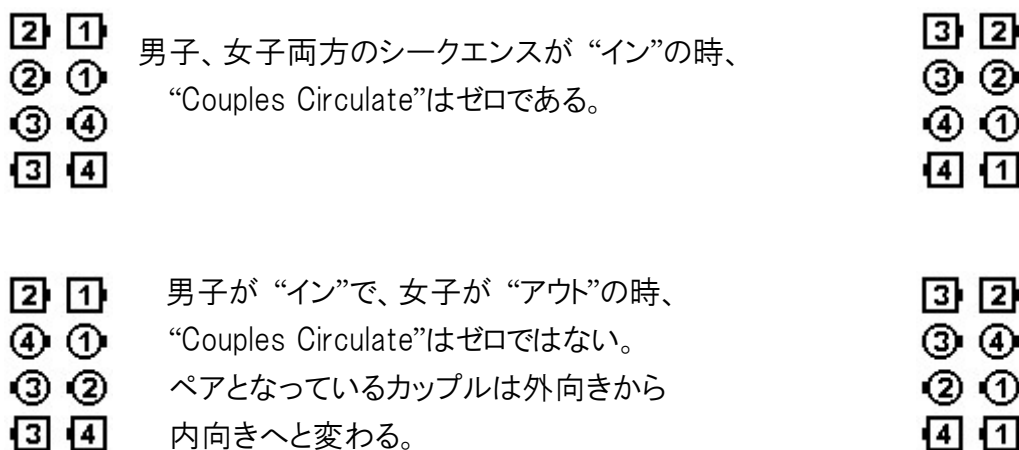 2 1
② ①
③ ④
3 4
男子、女子両方のシークエンスが “イン”の時、
“Couples Circulate”はゼロである。
3 2
③ ②
④ ①
4 1
2 1
④ ①
③ ②
3 4
男子が “イン”で、女子が “アウト”の時、
“Couples Circulate”はゼロではない。
ペアとなっているカップルは外向きから
内向きへと変わる。
3 2
③ ④
② ①
4 1